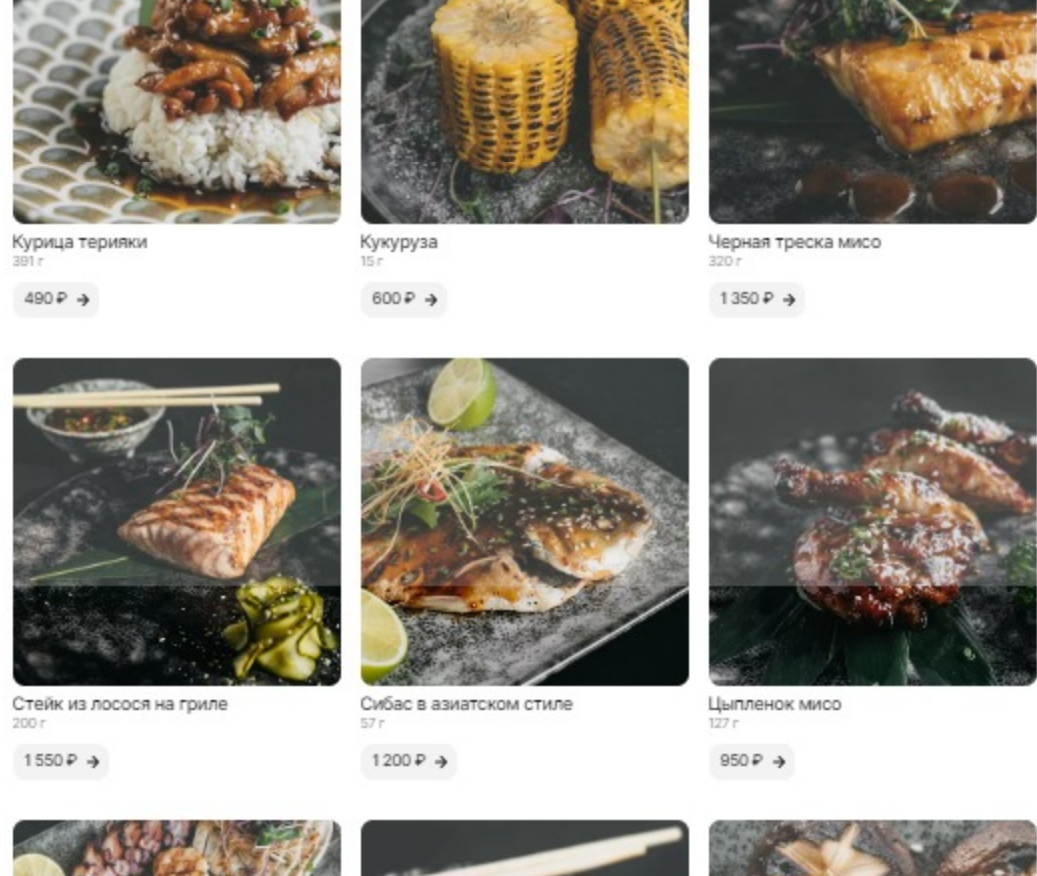 Курица терияки
391 г
490 ₽ →
Кукуруза
15 г
600 ₽ →
Черная треска мисо
320 г
1 350 ₽ →
Стейк из лосося на гриле
200 г
1 550 ₽ →
Сибас в азиатском стиле
57 г
1 200 ₽ →
Цыпленок мисо
127 г
950 ₽ →